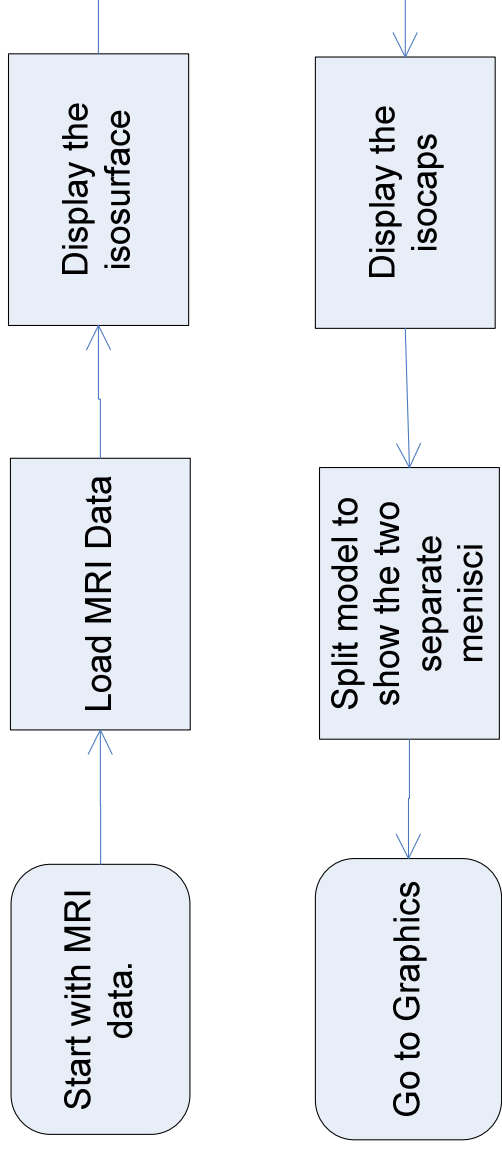 Start with MRI
data.
Load MRI Data
Display the
isosurface
Display the
isocaps
Split model to
show the two
separate
menisci
Go to Graphics